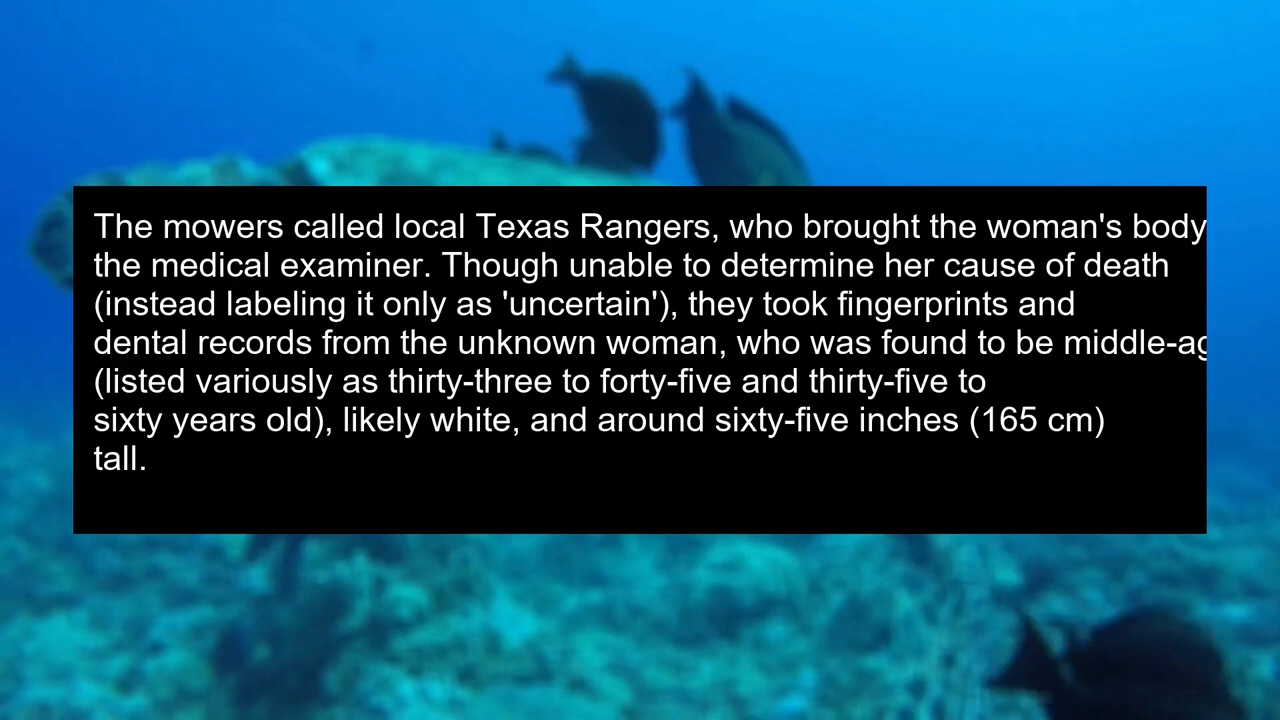 The mowers called local Texas Rangers, who brought the woman's body
the medical examiner. Though unable to determine her cause of death
(instead labeling it only as 'uncertain'), they took fingerprints and
dental records from the unknown woman, who was found to be
(listed variously as thirty-three to forty-five and thirty-five to
sixty years old), likely white, and around sixty-five inches (165 cm)
tall.